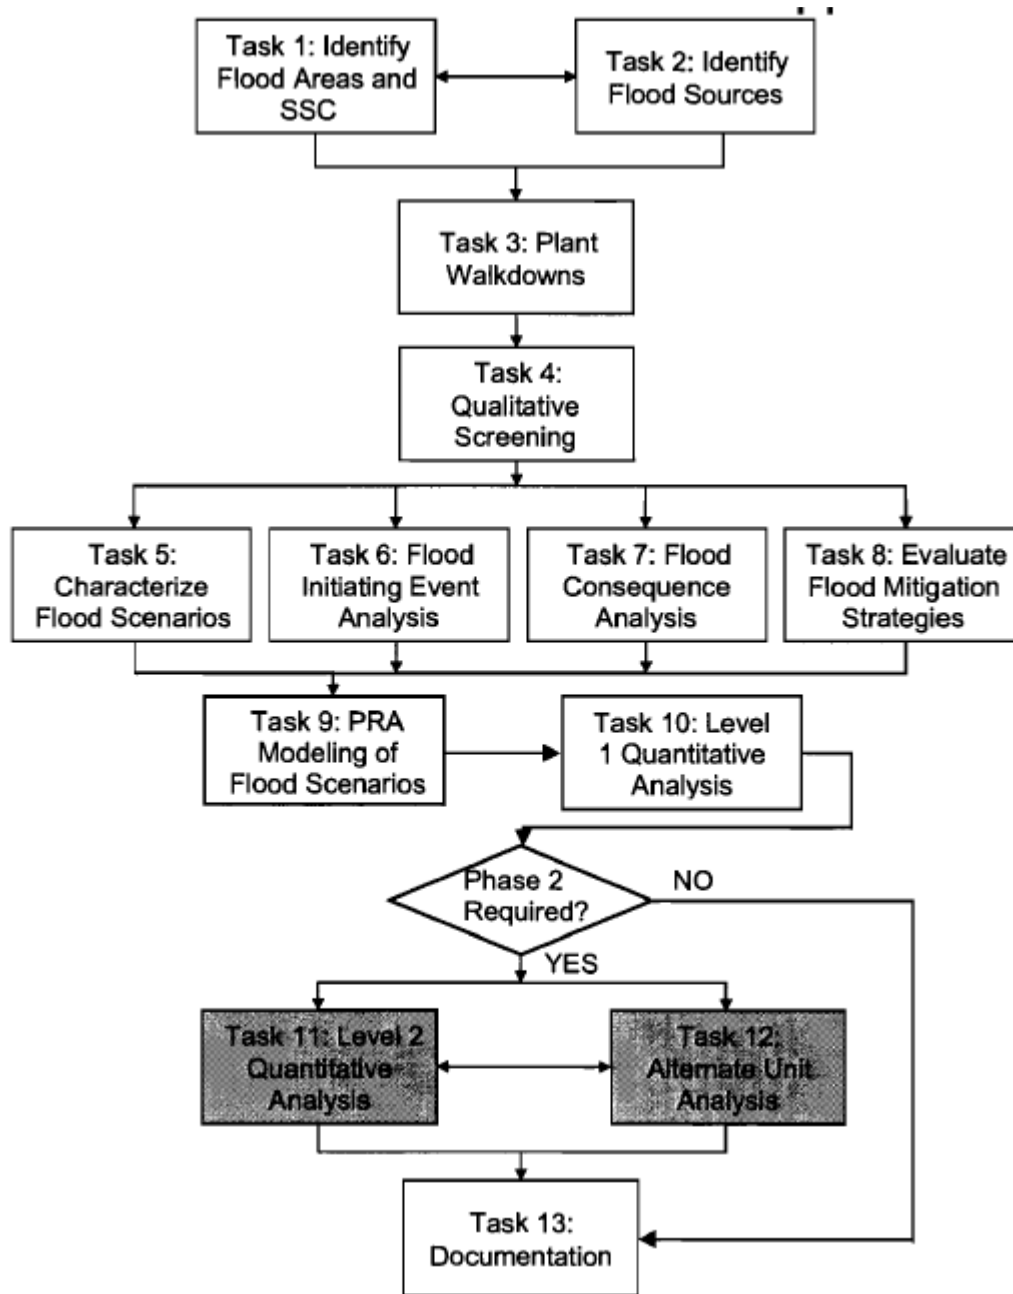 Task 1: Identify
Flood Areas and
SSC
Task 2: Identify
Flood Sources
Task 3: Plant
Walkdowns
Task 4:
Qualitative
Screening
Task 5:
Characterize
Flood Scenarios
Task 6: Flood
Initiating Event
Analysis
Task 7: Flood
Consequence
Analysis
Task 8: Evaluate
Flood Mitigation
Strategies
Task 9: PRA
Modeling of
Flood Scenarios
Task 10: Level
1 Quantitative
Analysis
Phase 2
Required?
NO
YES
Task 11: Level 2
Quantitative
Analysis
Task 12:
Alternate Unit
Analysis
Task 13:
Documentation